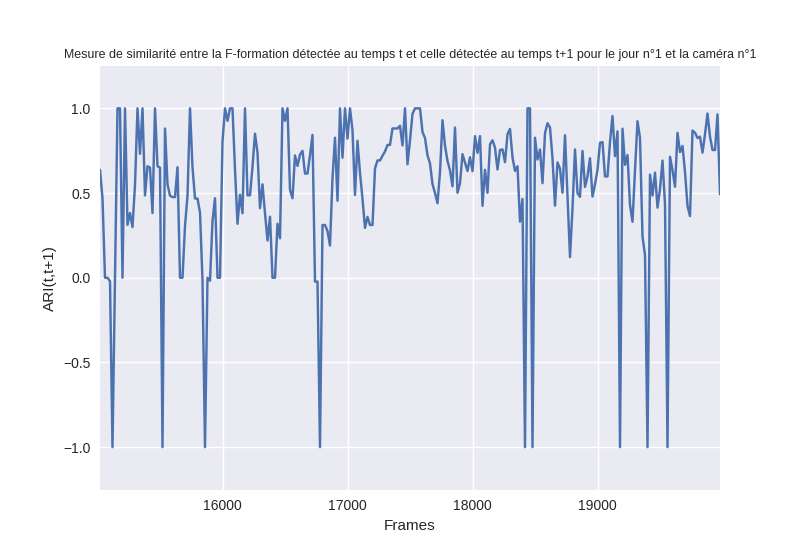 Mesure de similarité entre la F-formation détectée au temps t et celle détectée au temps t+1 pour le jour n°1 et la caméra n°1
1.0
0.5
0.0
−0.5
−1.0
ARI(t,t+1)
16000 17000 18000 19000
Frames